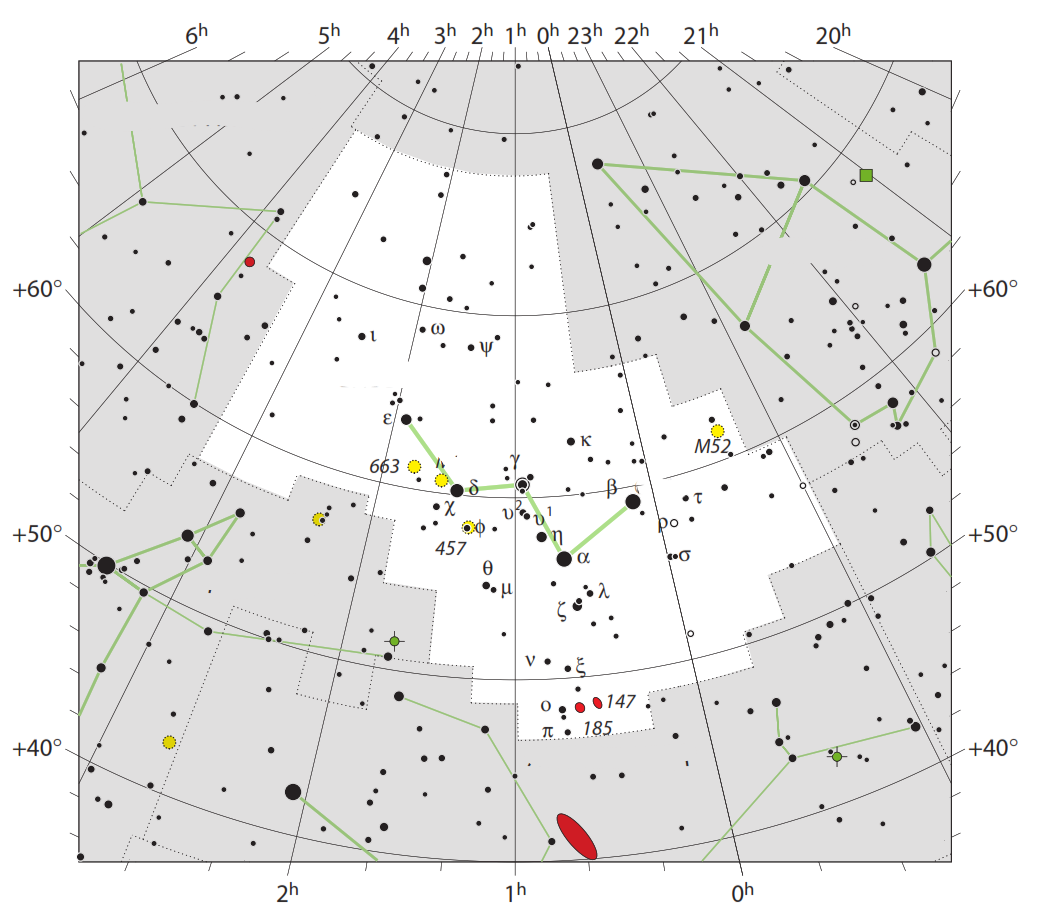 6h 5h 4h 3h 2h 1h 0h 23h 22h 21h 20h
+60° +60°
ι ω ψ
ε κ
γ M52
663 δ β τ
χ υ2 υ1 ρ
457 φ η
+50° α σ +50°
θ μ λ
ζ
ν ξ
ο 147
π 185
+40° +40°
2h 1h 0h